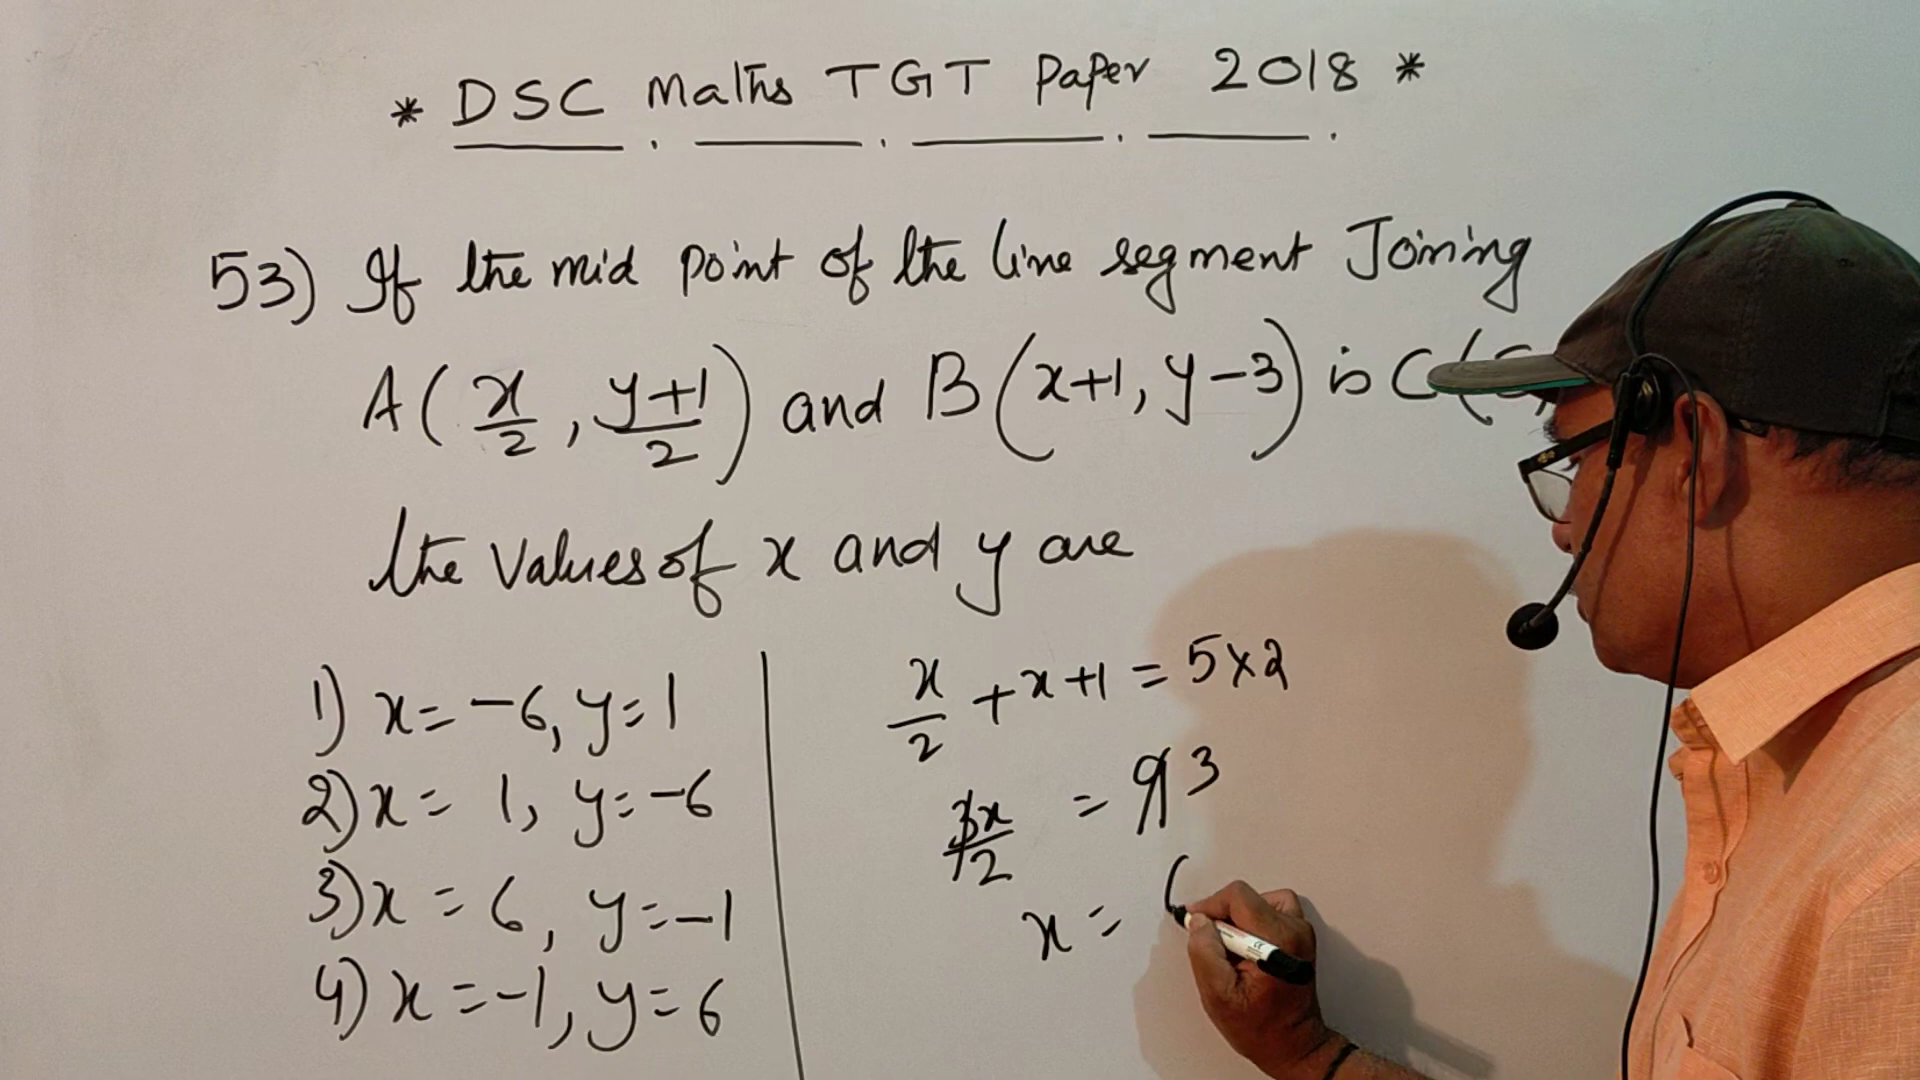 * DSC Maths TGT Paper 2018 *
53) If the mid point of the line segment Joining
A(x/2, (y+1)/2) and B(x+1, y-3) is C(5,
the values of x and y are
1) x = -6, y = 1
2) x = 1, y = -6
3) x = 6, y = -1
4) x = -1, y = 6
x/2 + x+1 = 5×2
3x/2 = 9 3
x = 6